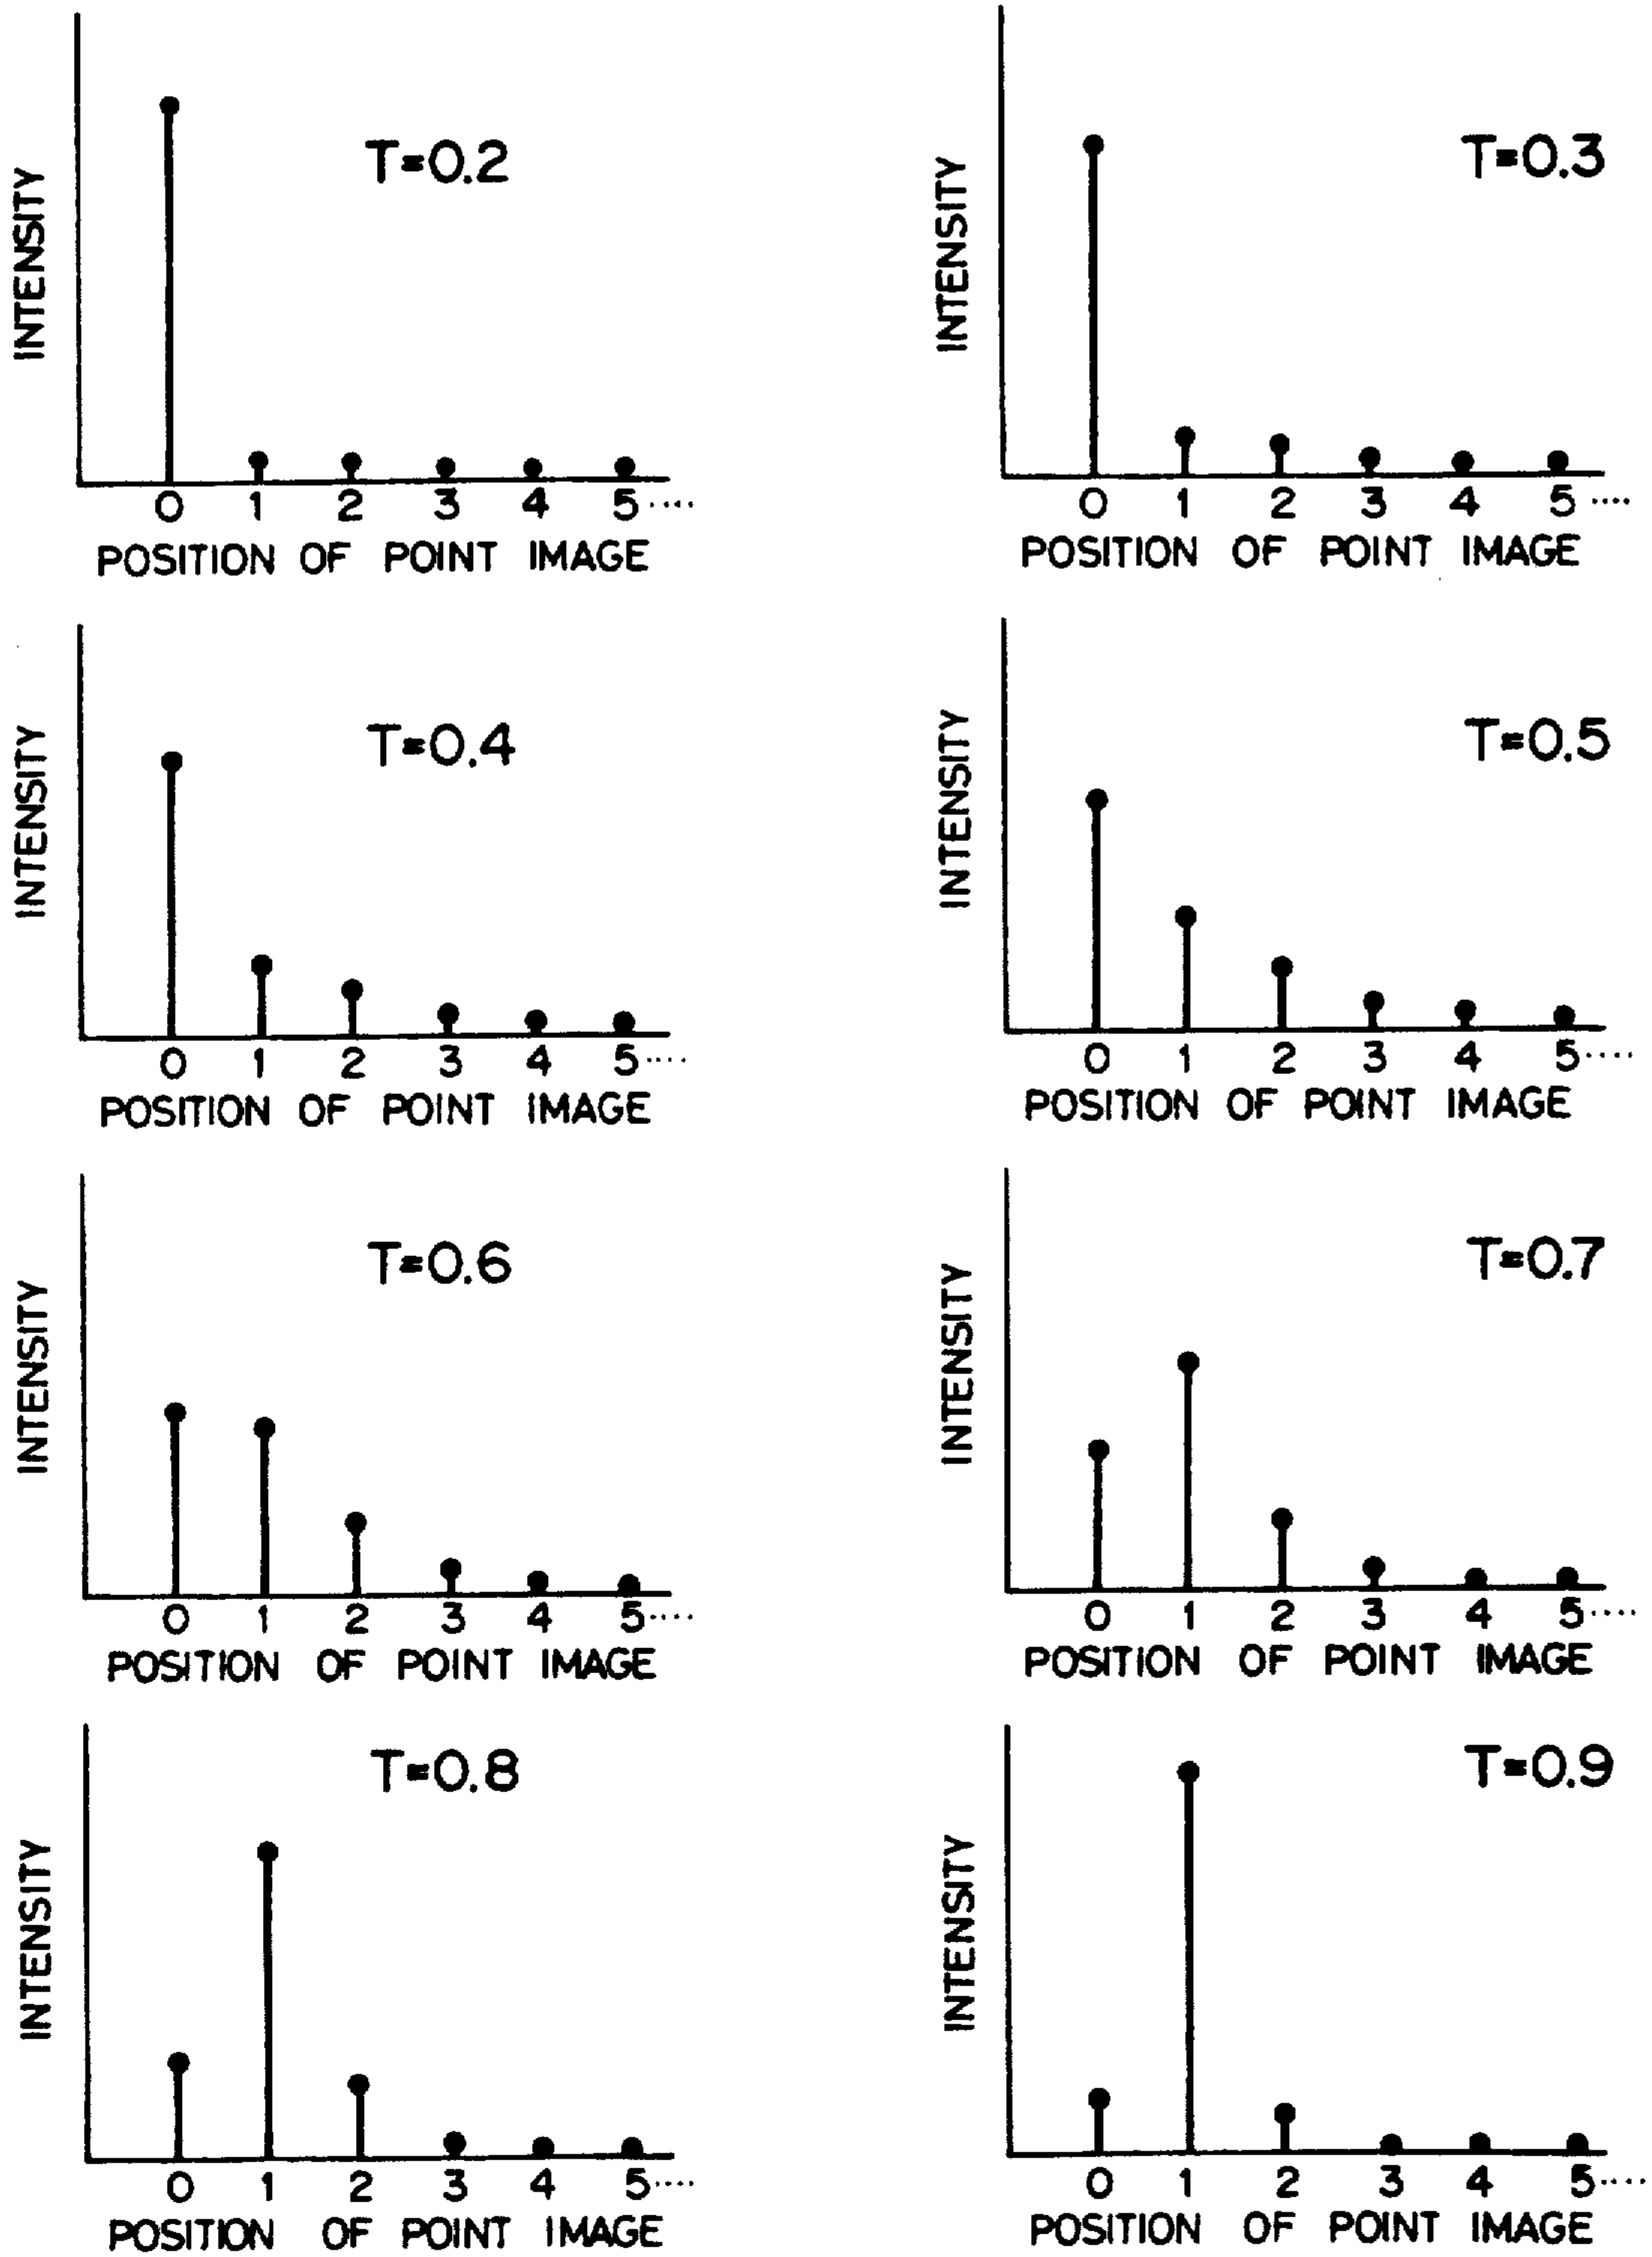 INTENSITY
T=0.2
0 1 2 3 4 5 ....
POSITION OF POINT IMAGE
INTENSITY
T=0.3
0 1 2 3 4 5 ....
POSITION OF POINT IMAGE
INTENSITY
T=0.4
0 1 2 3 4 5 ....
POSITION OF POINT IMAGE
INTENSITY
T=0.5
0 1 2 3 4 5 ....
POSITION OF POINT IMAGE
INTENSITY
T=0.6
0 1 2 3 4 5 ....
POSITION OF POINT IMAGE
INTENSITY
T=0.7
0 1 2 3 4 5 ....
POSITION OF POINT IMAGE
INTENSITY
T=0.8
0 1 2 3 4 5 ....
POSITION OF POINT IMAGE
INTENSITY
T=0.9
0 1 2 3 4 5 ....
POSITION OF POINT IMAGE